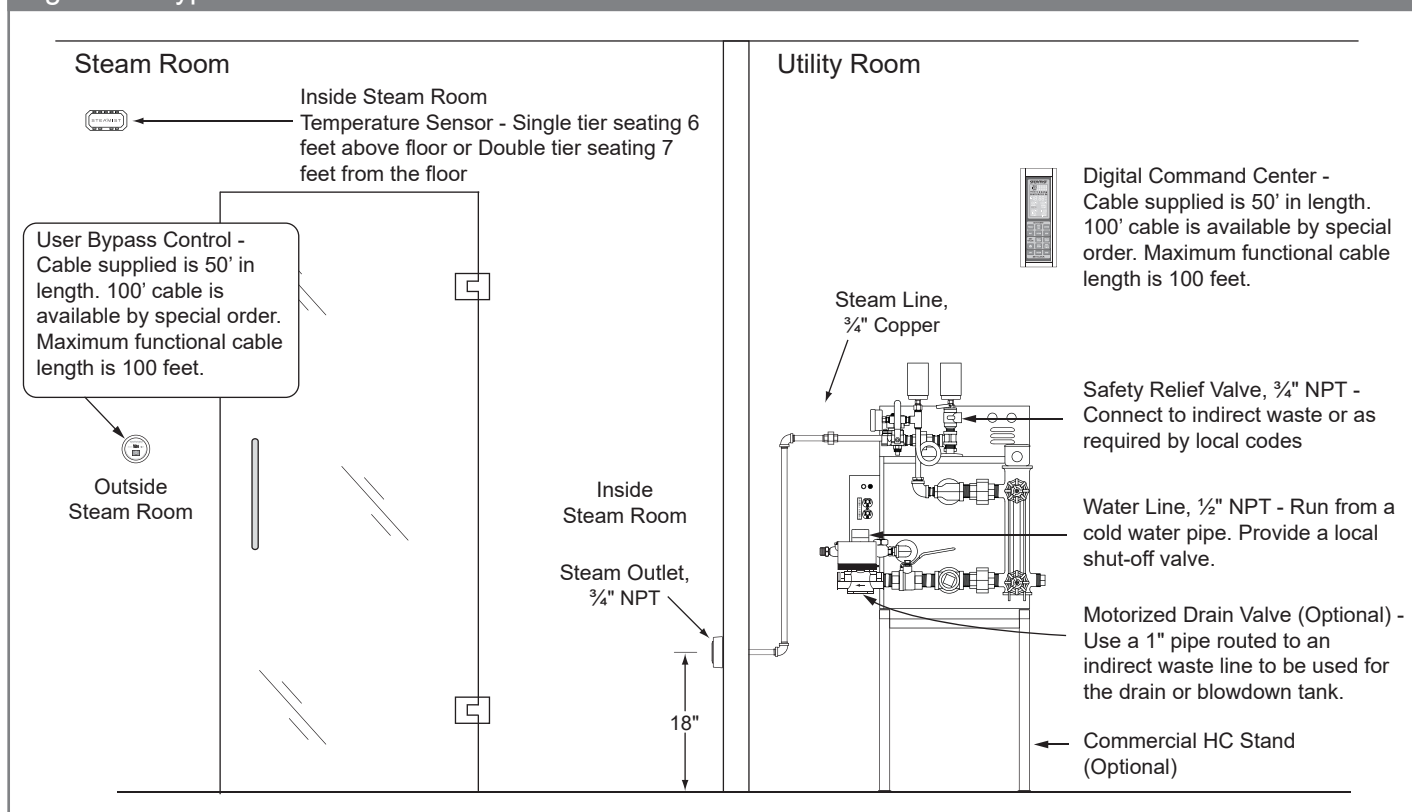 Steam Room
Utility Room
STEAMIST
Inside Steam Room
Temperature Sensor - Single tier seating 6
feet above floor or Double tier seating 7
feet from the floor
User Bypass Control -
Cable supplied is 50’ in
length. 100’ cable is
available by special order.
Maximum functional cable
length is 100 feet.
Outside
Steam Room
Inside
Steam Room
Steam Outlet,
¾" NPT
18"
Steam Line,
¾" Copper
Digital Command Center -
Cable supplied is 50’ in length.
100’ cable is available by special
order. Maximum functional cable
length is 100 feet.
Safety Relief Valve, ¾" NPT -
Connect to indirect waste or as
required by local codes
Water Line, ½" NPT - Run from a
cold water pipe. Provide a local
shut-off valve.
Motorized Drain Valve (Optional) -
Use a 1" pipe routed to an
indirect waste line to be used for
the drain or blowdown tank.
Commercial HC Stand
(Optional)